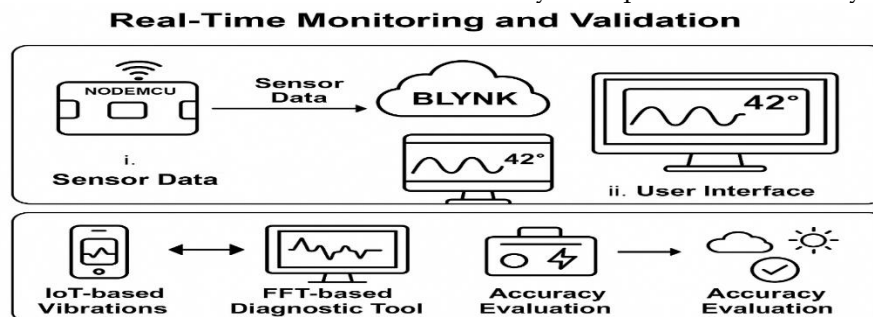 Real-Time Monitoring and Validation
NODEMCU
Sensor
Data
BLYNK
42°
42°
i.
Sensor Data
ii. User Interface
IoT-based
Vibrations
FFT-based
Diagnostic Tool
Accuracy
Evaluation
Accuracy
Evaluation